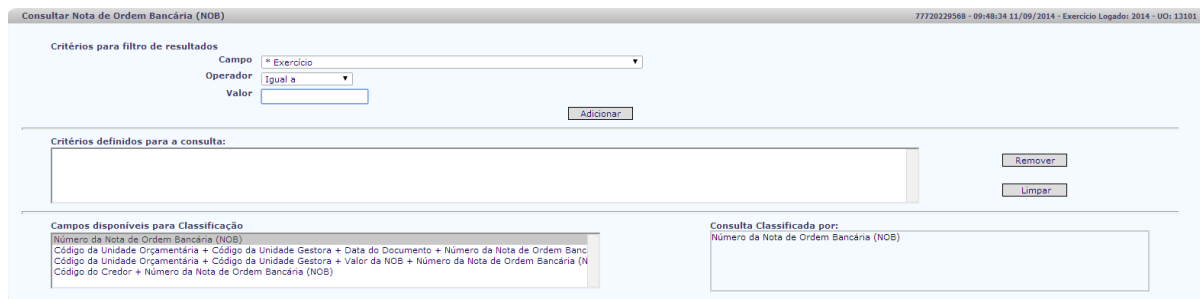 Consultar Nota de Ordem Bancária (NOB) 77720229568 - 09:48:34 11/09/2014 - Exercício Logado: 2014 - UO: 13101
Critérios para filtro de resultados
Campo * Exercício
Operador Igual a
Valor
Adicionar
Critérios definidos para a consulta:
Remover
Limpar
Campos disponíveis para Classificação
Número da Nota de Ordem Bancária (NOB)
Código da Unidade Orçamentária + Código da Unidade Gestora + Data do Documento + Número da Nota de Ordem Banc
Código da Unidade Orçamentária + Código da Unidade Gestora + Valor da NOB + Número da Nota de Ordem Bancária (N
Código do Credor + Número da Nota de Ordem Bancária (NOB)
Consulta Classificada por:
Número da Nota de Ordem Bancária (NOB)